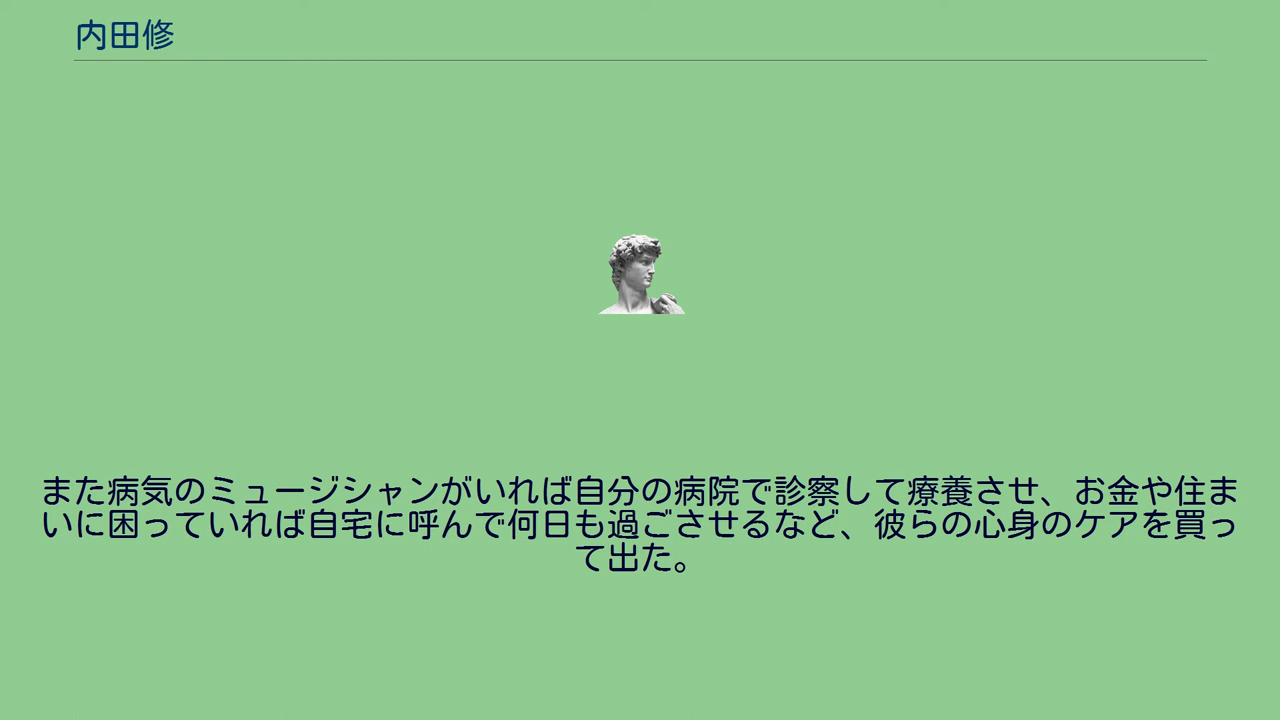 内田修
また病気のミュージシャンがいれば自分の病院で診察して療養させ、お金や住ま
いに困っていれば自宅に呼んで何日も過ごさせるなど、彼らの心身のケアを買っ
て出た。